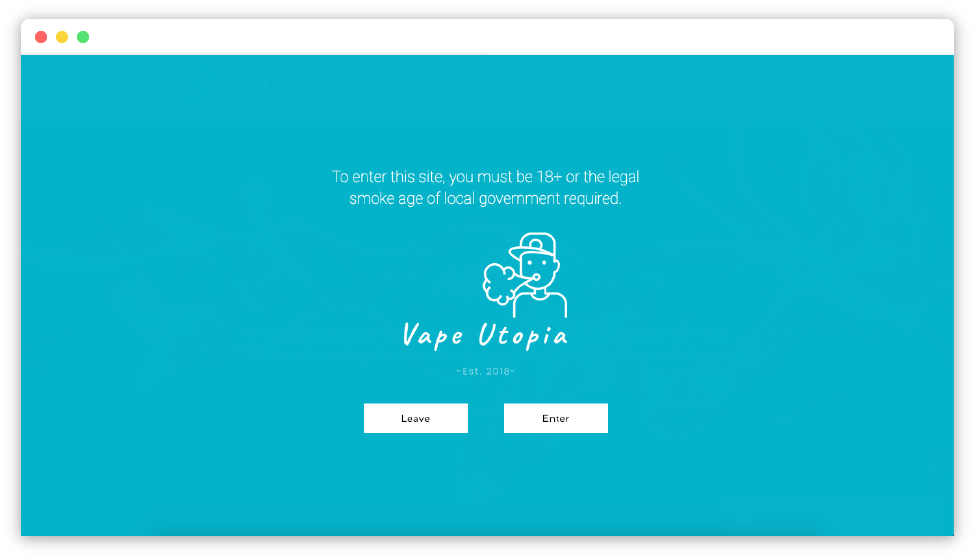 To enter this site, you must be 18+ or the legal
smoke age of local government required.
Vape Utopia
~Est. 2018~
Leave
Enter